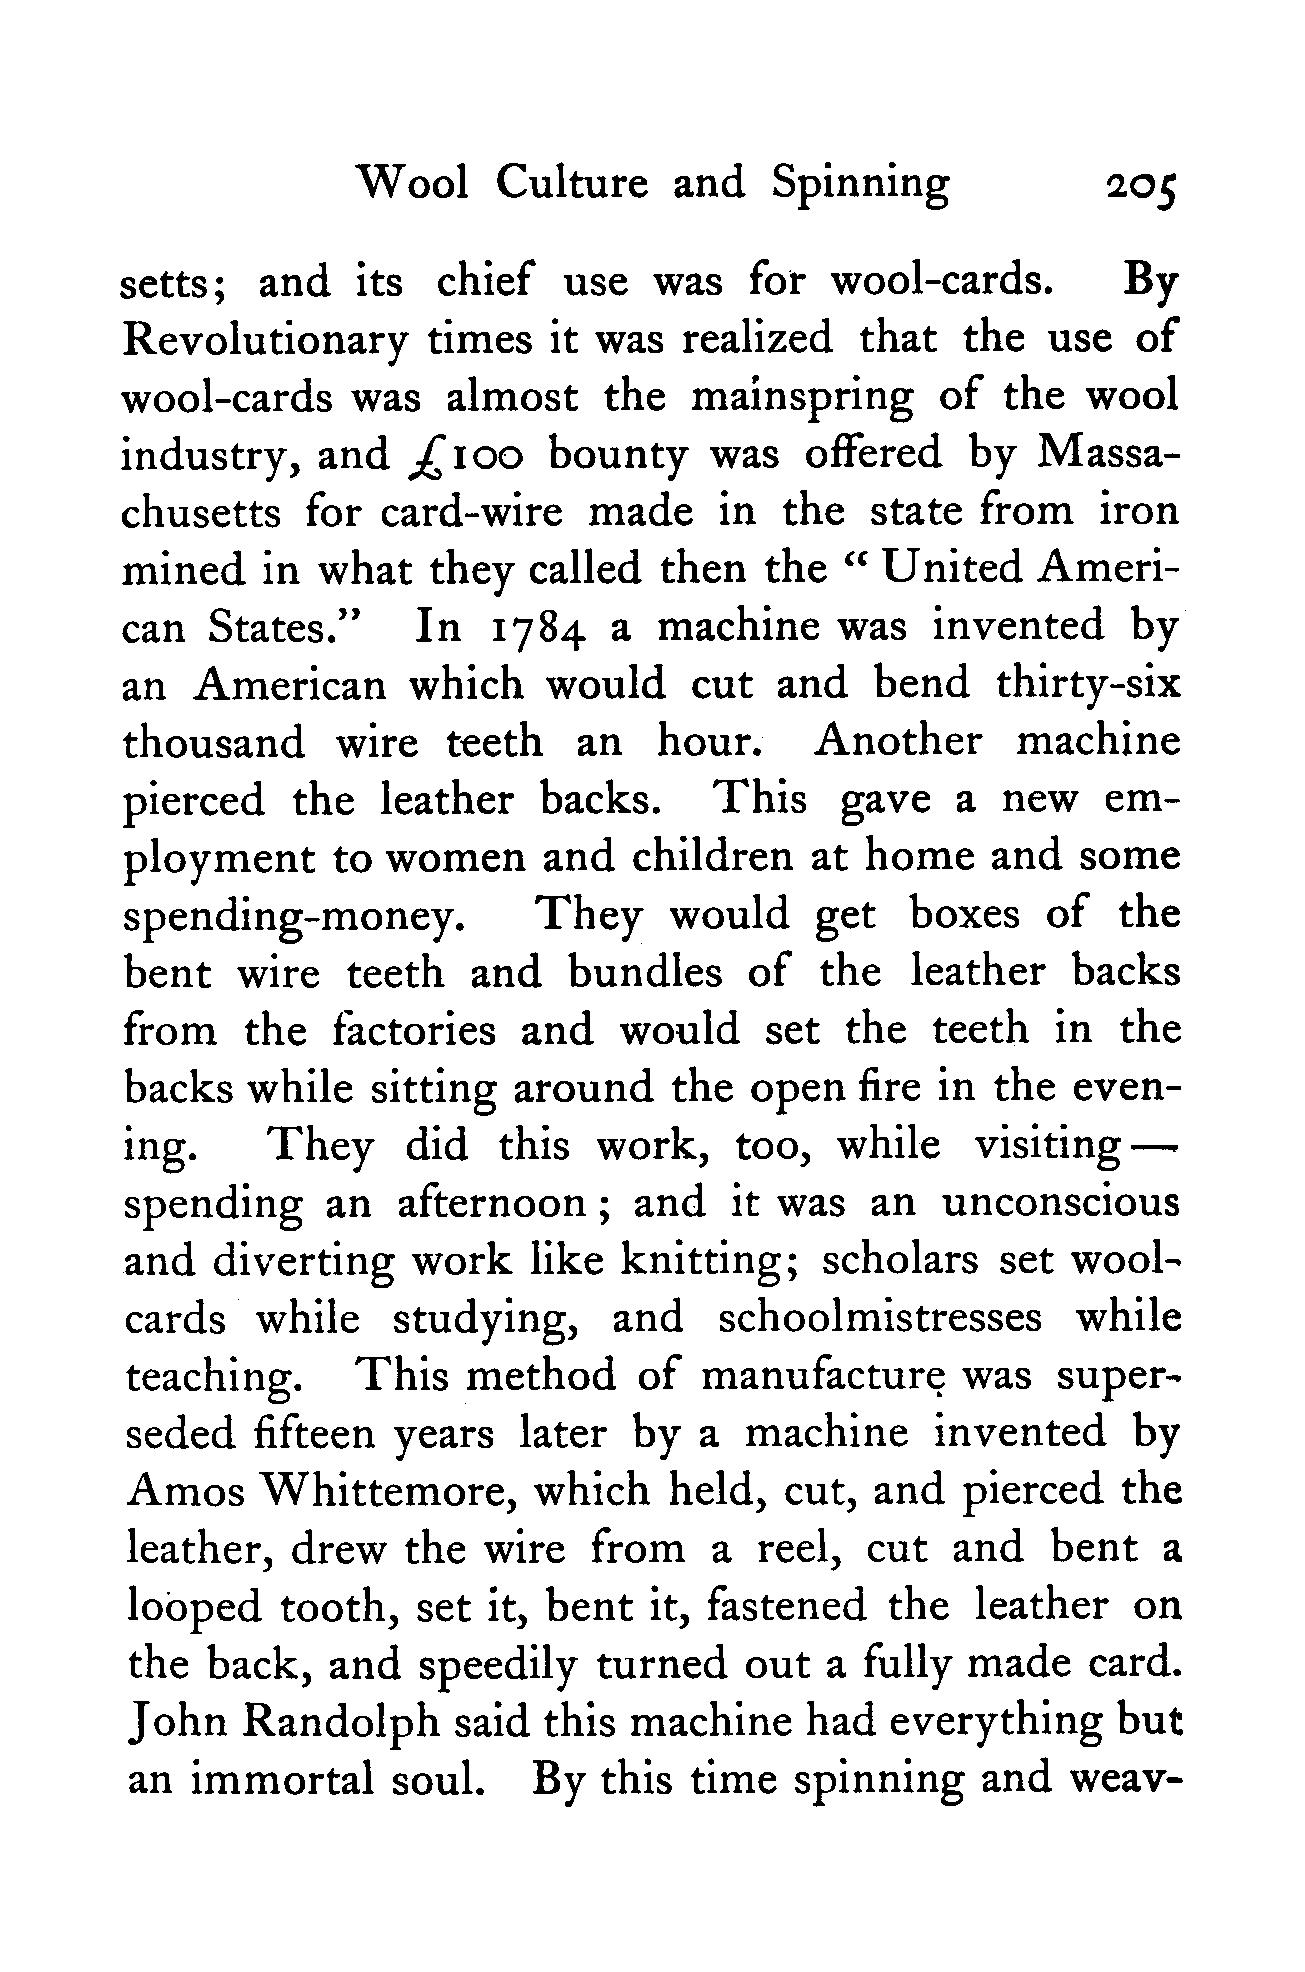 Wool Culture and Spinning 205
setts; and its chief use was for wool-cards. By
Revolutionary times it was realized that the use of
wool-cards was almost the mainspring of the wool
industry, and £100 bounty was offered by Massa-
chusetts for card-wire made in the state from iron
mined in what they called then the “ United Ameri-
can States.” In 1784 a machine was invented by
an American which would cut and bend thirty-six
thousand wire teeth an hour. Another machine
pierced the leather backs. This gave a new em-
ployment to women and children at home and some
spending-money. They would get boxes of the
bent wire teeth and bundles of the leather backs
from the factories and would set the teeth in the
backs while sitting around the open fire in the even-
ing. They did this work, too, while visiting —
spending an afternoon ; and it was an unconscious
and diverting work like knitting; scholars set wool-
cards while studying, and schoolmistresses while
teaching. This method of manufacture was super-
seded fifteen years later by a machine invented by
Amos Whittemore, which held, cut, and pierced the
leather, drew the wire from a reel, cut and bent a
looped tooth, set it, bent it, fastened the leather on
the back, and speedily turned out a fully made card.
John Randolph said this machine had everything but
an immortal soul. By this time spinning and weav-